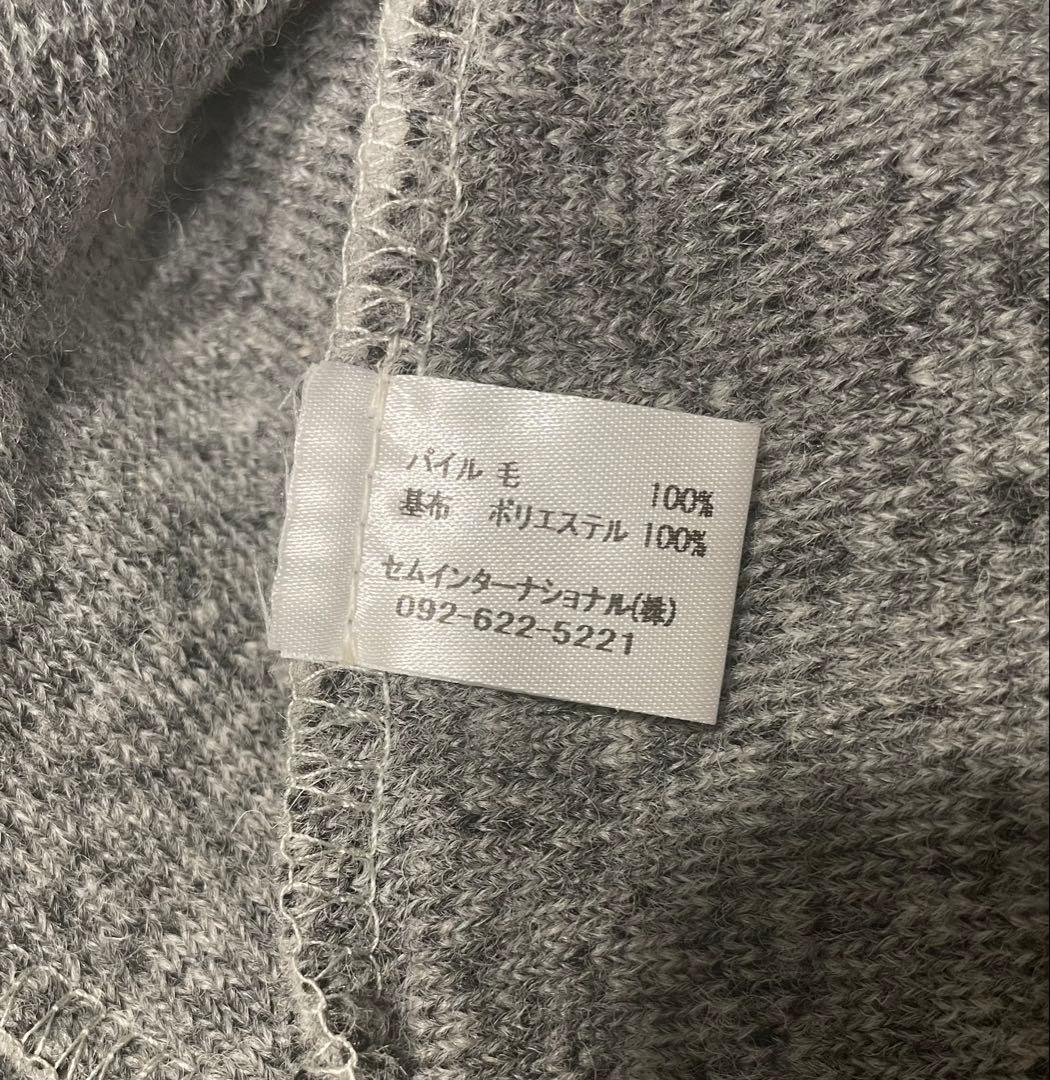 パイル 毛 100%
基布 ポリエステル 100%
セムインターナショナル(株)
092-622-5221